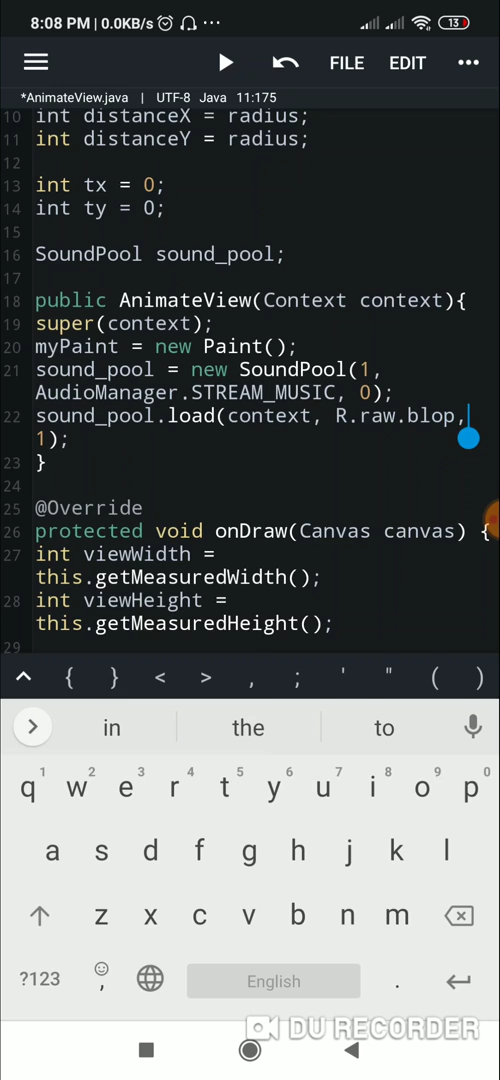 8:08 PM | 0.0KB/s ... 13
FILE EDIT
*AnimateView.java | UTF-8 Java 11:175
10 int distanceX = radius;
11 int distanceY = radius;
12
13 int tx = 0;
14 int ty = 0;
15
16 SoundPool sound_pool;
17
18 public AnimateView(Context context){
19 super(context);
20 myPaint = new Paint();
21 sound_pool = new SoundPool(1,
AudioManager.STREAM_MUSIC, 0);
22 sound_pool.load(context, R.raw.blop,
1);
23 }
24
25 @Override
26 protected void onDraw(Canvas canvas) {
27 int viewWidth =
this.getMeasuredWidth();
28 int viewHeight =
this.getMeasuredHeight();
29
{ } < > , ; ' " ( )
in the to
1 2 3 4 5 6 7 8 9 0
q w e r t y u i o p
a s d f g h j k l
z x c v b n m
?123 , English .
DU RECORDER